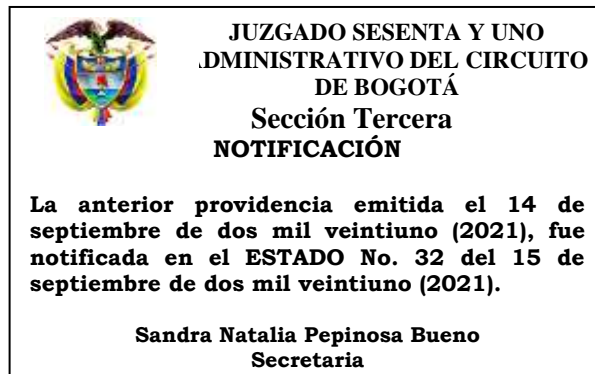 JUZGADO SESENTA Y UNO
.DMINISTRATIVO DEL CIRCUITO
DE BOGOTÁ
Sección Tercera
NOTIFICACIÓN
La anterior providencia emitida el 14 de
septiembre de dos mil veintiuno (2021), fue
notificada en el ESTADO No. 32 del 15 de
septiembre de dos mil veintiuno (2021).
Sandra Natalia Pepinosa Bueno
Secretaria